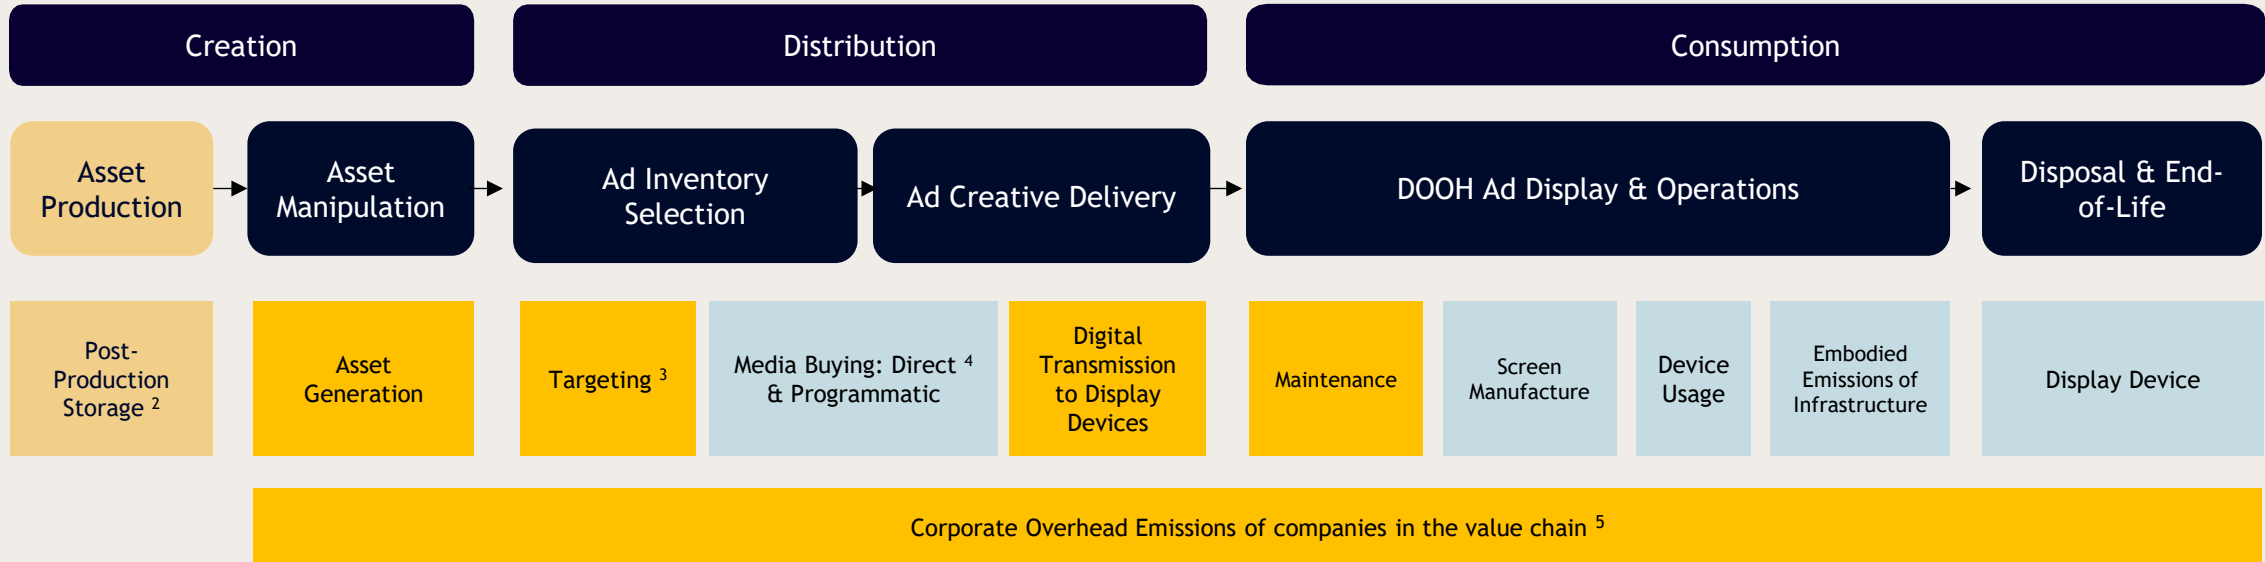 Creation
Distribution
Consumption
Asset
Production
Asset
Manipulation
Ad Inventory
Selection
Ad Creative Delivery
DOOH Ad Display & Operations
Disposal & End-
of-Life
Post-
Production
Storage 2
Asset
Generation
Targeting 3
Media Buying: Direct 4
& Programmatic
Digital
Transmission
to Display
Devices
Maintenance
Screen
Manufacture
Device
Usage
Embodied
Emissions of
Infrastructure
Display Device
Corporate Overhead Emissions of companies in the value chain 5